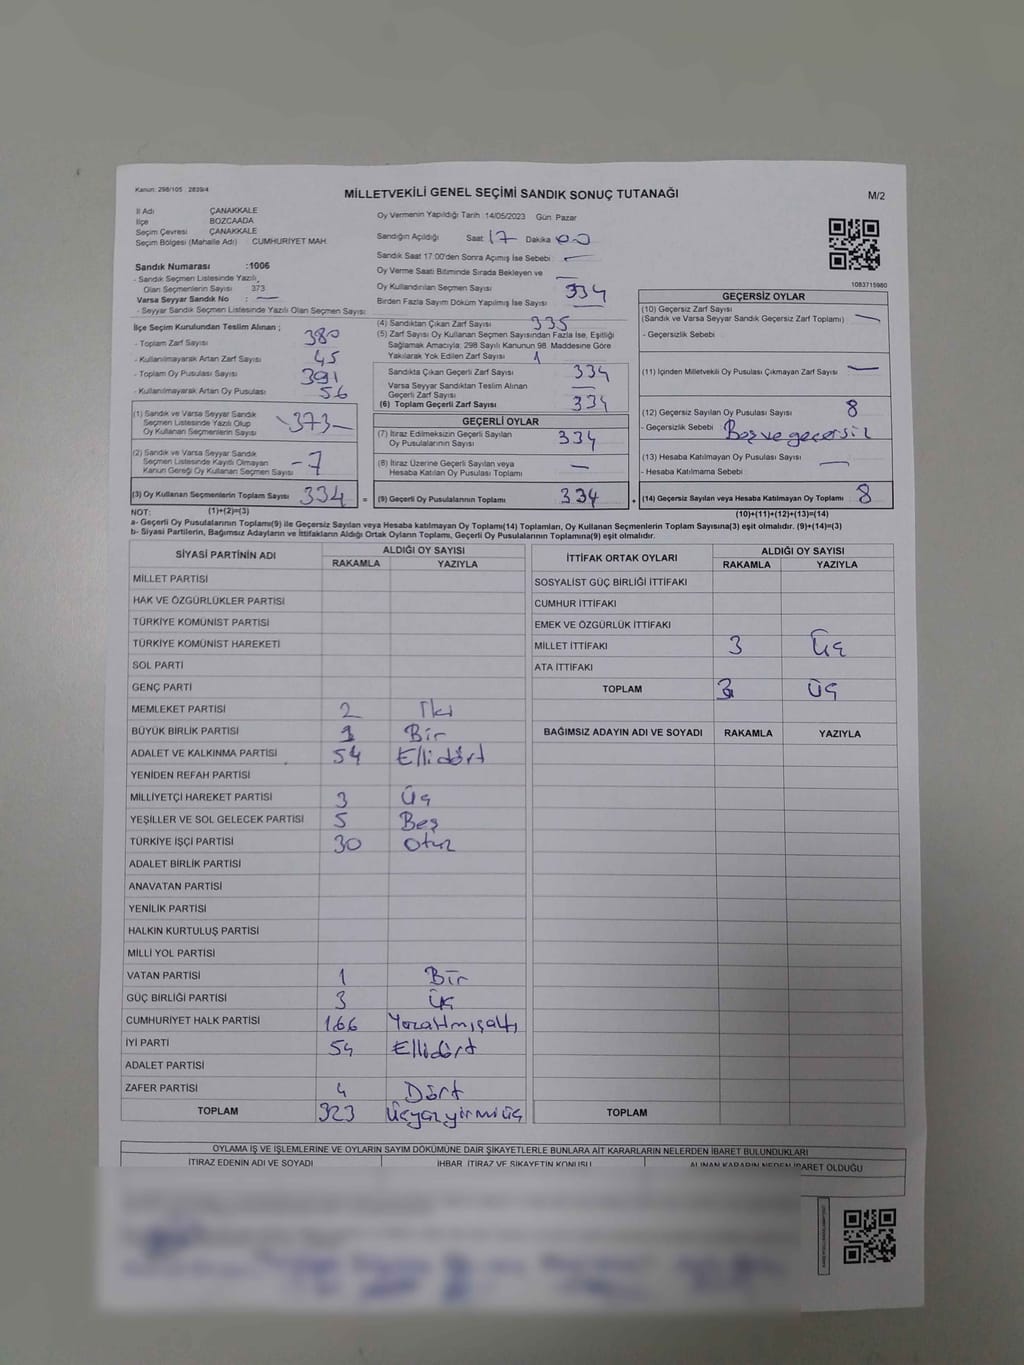 Kanun: 298/105 2839/4
MİLLETVEKİLİ GENEL SEÇİMİ SANDIK SONUÇ TUTANAĞI
M/2
İl Adı ÇANAKKALE
İlçe BOZCAADA
Seçim Çevresi ÇANAKKALE
Seçim Bölgesi (Mahalle Adı) CUMHURİYET MAH.
Oy Vermenin Yapıldığı Tarih :14/05/2023 Gün: Pazar
Sandığın Açıldığı Saat 17 Dakika 00
Sandık Saat 17:00'den Sonra Açımış İse Sebebi —
Oy Verme Saati Bitiminde Sırada Bekleyen ve
Oy Kullandırılan Seçmen Sayısı —
Birden Fazla Sayım Döküm Yapılmış İse Sayısı 334
1083715980
Sandık Numarası :1006
- Sandık Seçmen Listesinde Yazılı
Olan Seçmenlerin Sayısı 373
Varsa Seyyar Sandık No : —
- Seyyar Sandık Seçmen Listesinde Yazılı Olan Seçmen Sayısı:
İlçe Seçim Kurulundan Teslim Alınan ;
- Toplam Zarf Sayısı 380
- Kullanılmayarak Artan Zarf Sayısı 45
- Toplam Oy Pusulası Sayısı 391
- Kullanılmayarak Artan Oy Pusulası 56
(1) Sandık ve Varsa Seyyar Sandık
Seçmen Listesinde Yazılı Olup
Oy Kullanan Seçmenlerin Sayısı -373-
(2) Sandık ve Varsa Seyyar Sandık
Seçmen Listesinde Kayıtlı Olmayan
Kanun Gereği Oy Kullanan Seçmen Sayısı -7
(3) Oy Kullanan Seçmenlerin Toplam Sayısı 334 =
(1)+(2)=(3)
(4) Sandıktan Çıkan Zarf Sayısı 335
(5) Zarf Sayısı Oy Kullanan Seçmen Sayısından Fazla İse, Eşitliği
Sağlamak Amacıyla; 298 Sayılı Kanunun 98. Maddesine Göre
Yakılarak Yok Edilen Zarf Sayısı 1
Sandıkta Çıkan Geçerli Zarf Sayısı 334
Varsa Seyyar Sandıktan Teslim Alınan
Geçerli Zarf Sayısı —
(6) Toplam Geçerli Zarf Sayısı 334
GEÇERLİ OYLAR
(7) İtiraz Edilmeksizin Geçerli Sayılan
Oy Pusulalarının Sayısı 334
(8) İtiraz Üzerine Geçerli Sayılan veya
Hesaba Katılan Oy Pusulası Toplamı —
(9) Geçerli Oy Pusulalarının Toplamı 334 +
GEÇERSİZ OYLAR
(10) Geçersiz Zarf Sayısı
(Sandık ve Varsa Seyyar Sandık Geçersiz Zarf Toplamı) —
- Geçersizlik Sebebi
(11) İçinden Milletvekili Oy Pusulası Çıkmayan Zarf Sayısı —
(12) Geçersiz Sayılan Oy Pusulası Sayısı 8
- Geçersizlik Sebebi Boş ve geçersiz
(13) Hesaba Katılmayan Oy Pusulası Sayısı —
- Hesaba Katılmama Sebebi
(14) Geçersiz Sayılan veya Hesaba Katılmayan Oy Toplamı 8
(10)+(11)+(12)+(13)=(14)
NOT:
a- Geçerli Oy Pusulalarının Toplamı(9) ile Geçersiz Sayılan veya Hesaba katılmayan Oy Toplamı(14) Toplamları, Oy Kullanan Seçmenlerin Toplam Sayısına(3) eşit olmalıdır. (9)+(14)=(3)
b- Siyasi Partilerin, Bağımsız Adayların ve İttifakların Aldığı Ortak Oyların Toplamı, Geçerli Oy Pusulalarının Toplamına(9) eşit olmalıdır.
SİYASİ PARTİNİN ADI ALDIĞI OY SAYISI
RAKAMLA YAZIYLA
MİLLET PARTİSİ
HAK VE ÖZGÜRLÜKLER PARTİSİ
TÜRKİYE KOMÜNİST PARTİSİ
TÜRKİYE KOMÜNİST HAREKETİ
SOL PARTİ
GENÇ PARTİ
MEMLEKET PARTİSİ 2 İki
BÜYÜK BİRLİK PARTİSİ 1 Bir
ADALET VE KALKINMA PARTİSİ 54 Ellidört
YENİDEN REFAH PARTİSİ
MİLLİYETÇİ HAREKET PARTİSİ 3 Üç
YEŞİLLER VE SOL GELECEK PARTİSİ 5 Beş
TÜRKİYE İŞÇİ PARTİSİ 30 Otuz
ADALET BİRLİK PARTİSİ
ANAVATAN PARTİSİ
YENİLİK PARTİSİ
HALKIN KURTULUŞ PARTİSİ
MİLLİ YOL PARTİSİ
VATAN PARTİSİ 1 Bir
GÜÇ BİRLİĞİ PARTİSİ 3 üç
CUMHURİYET HALK PARTİSİ 166 Yüzaltmışaltı
İYİ PARTİ 54 Ellidört
ADALET PARTİSİ
ZAFER PARTİSİ 4 Dört
TOPLAM 323 Üçyüzyirmiüç
İTTİFAK ORTAK OYLARI ALDIĞI OY SAYISI
RAKAMLA YAZIYLA
SOSYALİST GÜÇ BİRLİĞİ İTTİFAKI
CUMHUR İTTİFAKI
EMEK VE ÖZGÜRLÜK İTTİFAKI
MİLLET İTTİFAKI 3 Üç
ATA İTTİFAKI
TOPLAM 3 Üç
BAĞIMSIZ ADAYIN ADI VE SOYADI RAKAMLA YAZIYLA
TOPLAM
OYLAMA İŞ VE İŞLEMLERİNE VE OYLARIN SAYIM DÖKÜMÜNE DAİR ŞİKAYETLERLE BUNLARA AİT KARARLARIN NELERDEN İBARET BULUNDUKLARI
İTİRAZ EDENİN ADI VE SOYADI İHBAR, İTİRAZ VE ŞİKAYETİN KONUSU ALINAN KARARIN NEDEN İBARET OLDUĞU